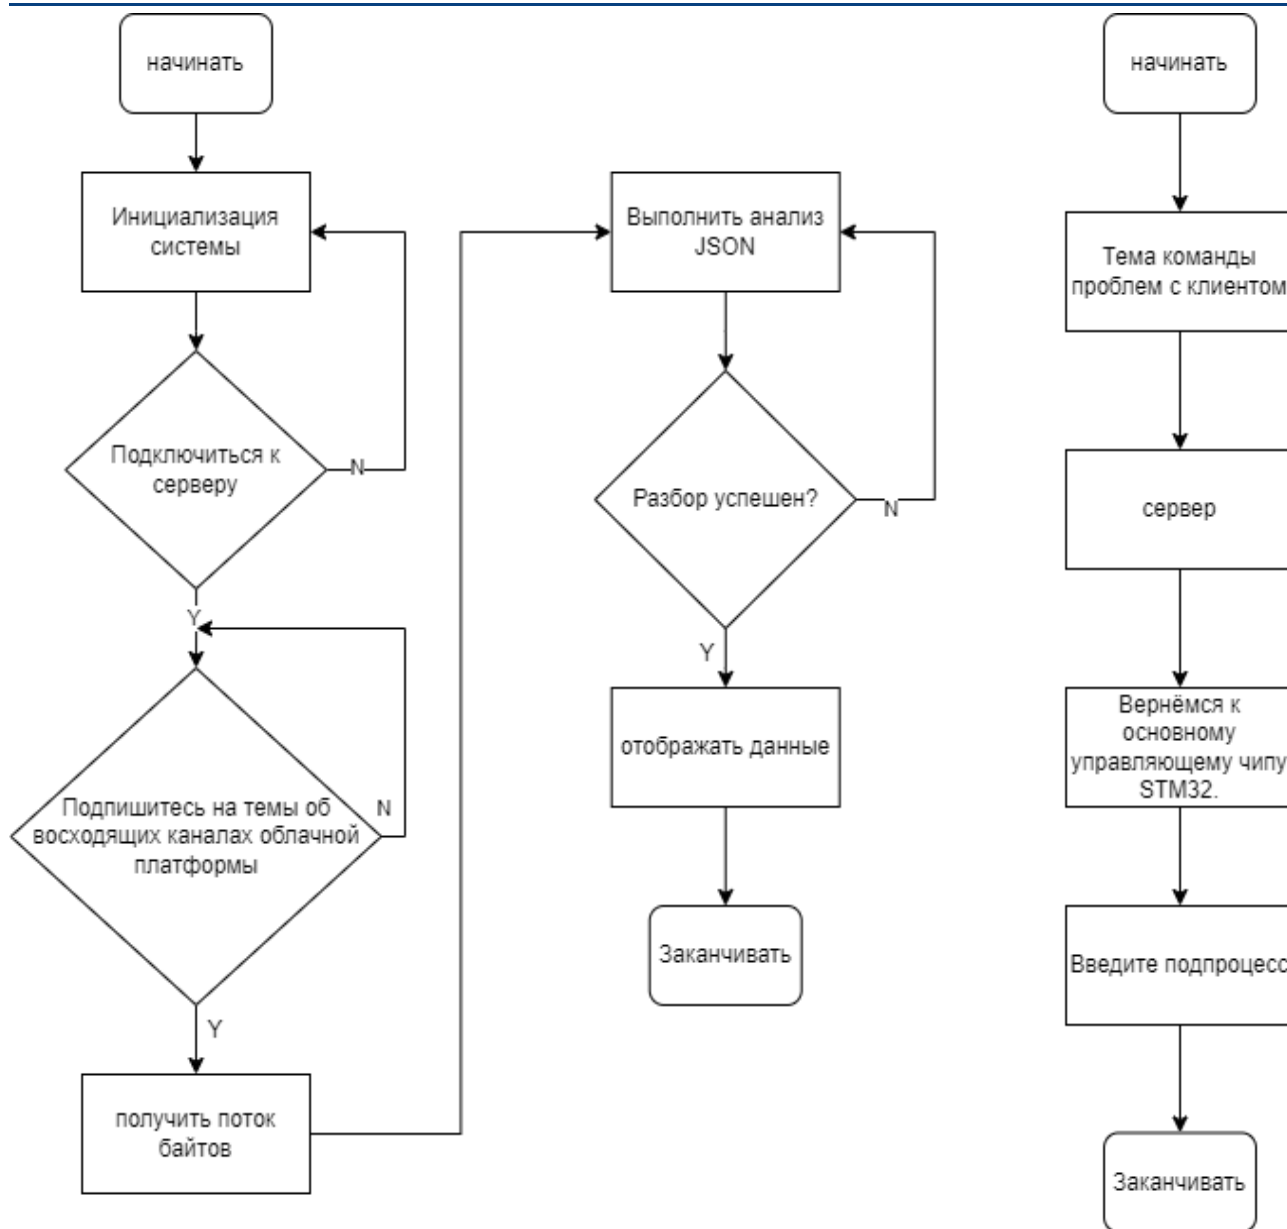 начинать
Инициализация
системы
Подключиться к
серверу
N
Y
Подпишитесь на темы об
восходящих каналах облачной
платформы
N
Y
получить поток
байтов
Выполнить анализ
JSON
Разбор успешен?
N
Y
отображать данные
Заканчивать
начинать
Тема команды
проблем с клиентом
сервер
Вернёмся к
основному
управляющему чипу
STM32.
Введите подпроцесс
Заканчивать